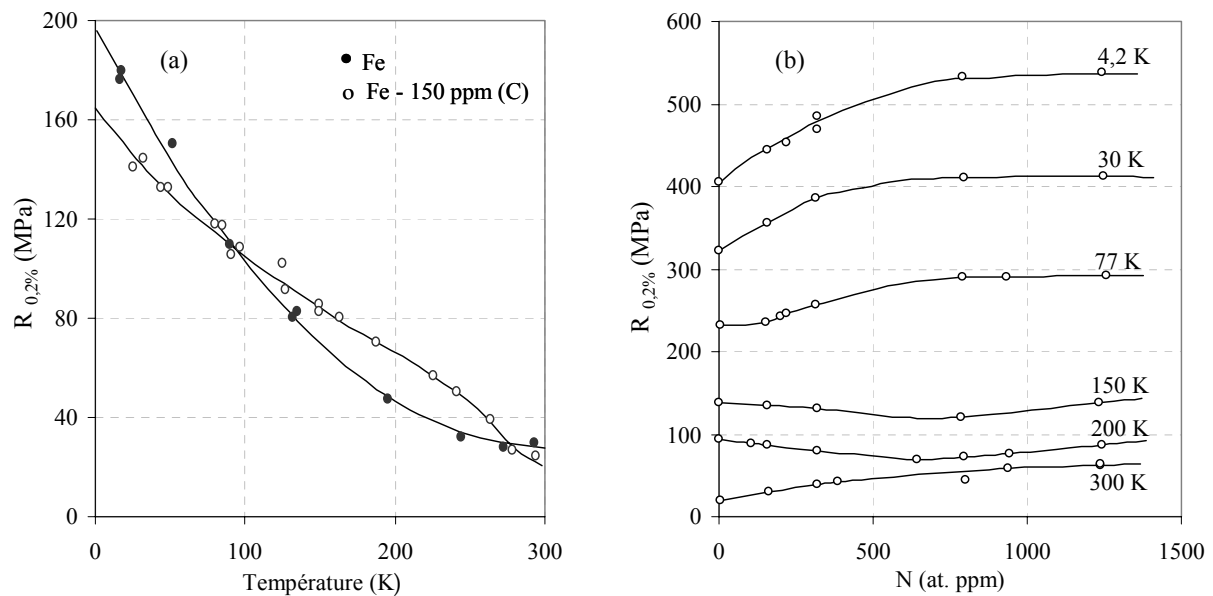 200
160
120
80
40
0
R 0,2% (MPa)
(a)
Fe
Fe - 150 ppm (C)
0
100
200
300
Température (K)
600
500
400
300
200
100
0
R 0,2% (MPa)
(b)
4,2 K
30 K
77 K
150 K
200 K
300 K
0
500
1000
1500
N (at. ppm)